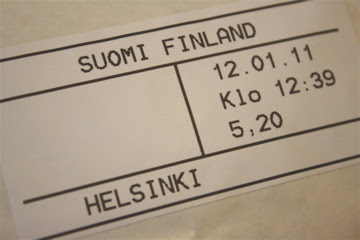 SUOMI FINLAND
12.01.11
Klo 12:39
5,20
HELSINKI